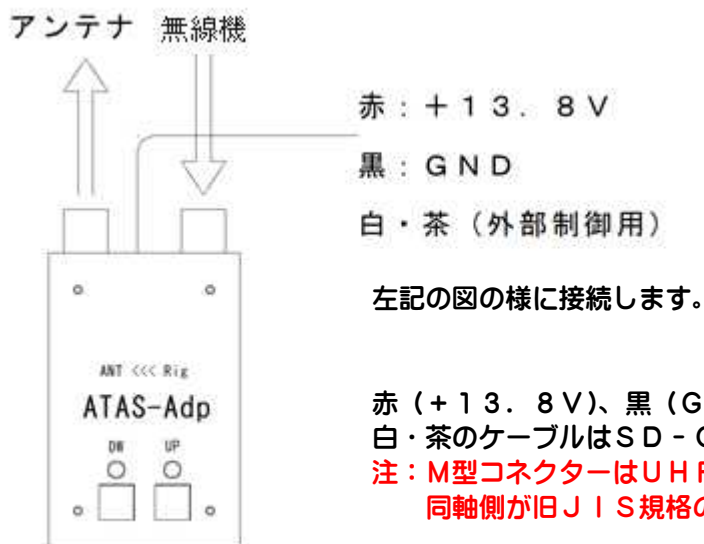 アンテナ 無線機
赤：＋１３．８Ｖ
黒：ＧＮＤ
白・茶（外部制御用）
左記の図の様に接続します。
ANT <<< Rig
ATAS-Adp
DW UP
赤（＋１３．８Ｖ）、黒（Ｇ
白・茶のケーブルはＳＤ－
注：Ｍ型コネクターはＵＨ
同軸側が旧ＪＩＳ規格の